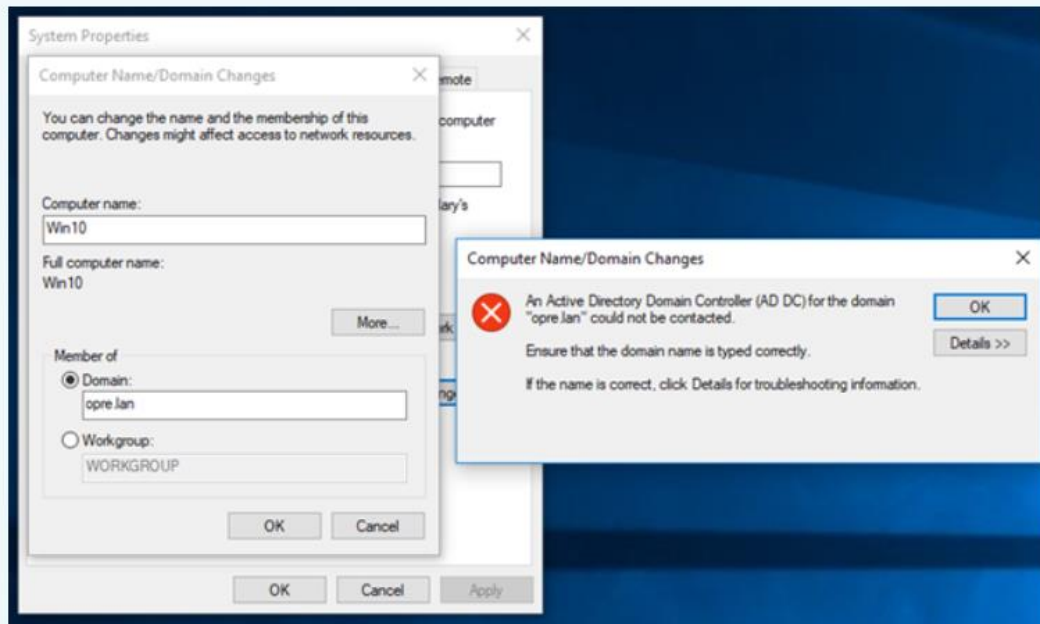 System Properties
Computer Name/Domain Changes
emote
You can change the name and the membership of this
computer. Changes might affect access to network resources.
computer
Computer name:
Win10
ary's
Full computer name:
Win10
More...
Member of
Domain:
opre.lan
Workgroup:
WORKGROUP
OK
Cancel
OK
Cancel
Apply
Computer Name/Domain Changes
An Active Directory Domain Controller (AD DC) for the domain
"opre.lan" could not be contacted.
Ensure that the domain name is typed correctly.
If the name is correct, click Details for troubleshooting information.
OK
Details >>